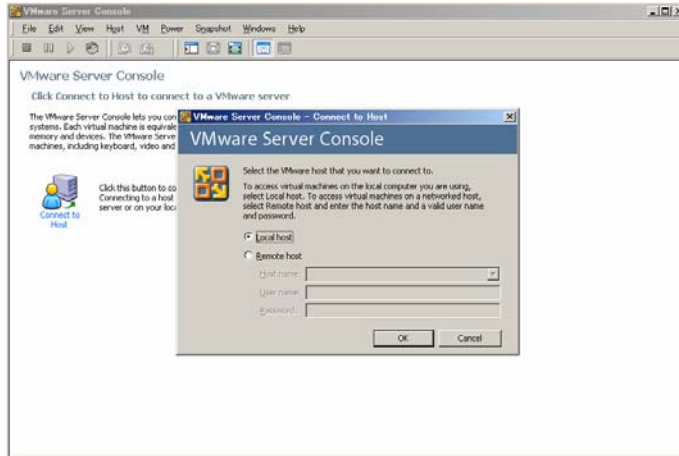 VMware Server Console
File Edit View Host VM Power Snapshot Windows Help
VMware Server Console
Click Connect to Host to connect to a VMware server
The VMware Server Console lets you con
systems. Each virtual machine is equivale
memory and devices. The VMware Serve
machines, including keyboard, video and
Connect to
Host
Click this button to co
Connecting to a host
server or on your loca
VMware Server Console - Connect to Host
VMware Server Console
Select the VMware host that you want to connect to.
To access virtual machines on the local computer you are using,
select Local host. To access virtual machines on a networked host,
select Remote host and enter the host name and a valid user name
and password.
Local host
Remote host
Host name:
User name:
Password:
OK
Cancel